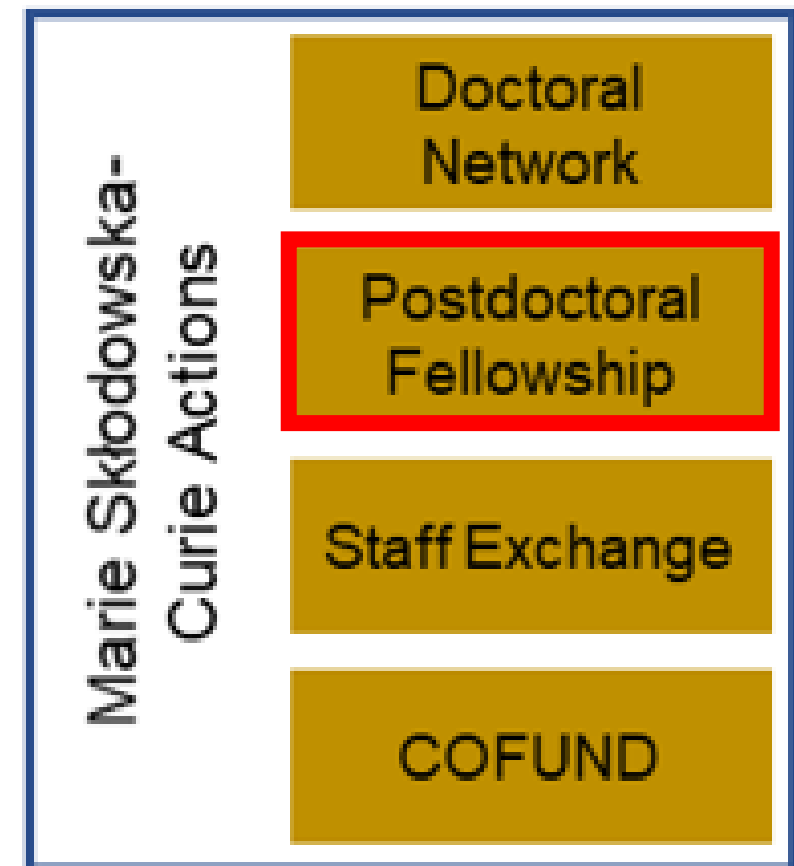 Marie Skłodowska-
Curie Actions
Doctoral
Network
Postdoctoral
Fellowship
Staff Exchange
COFUND